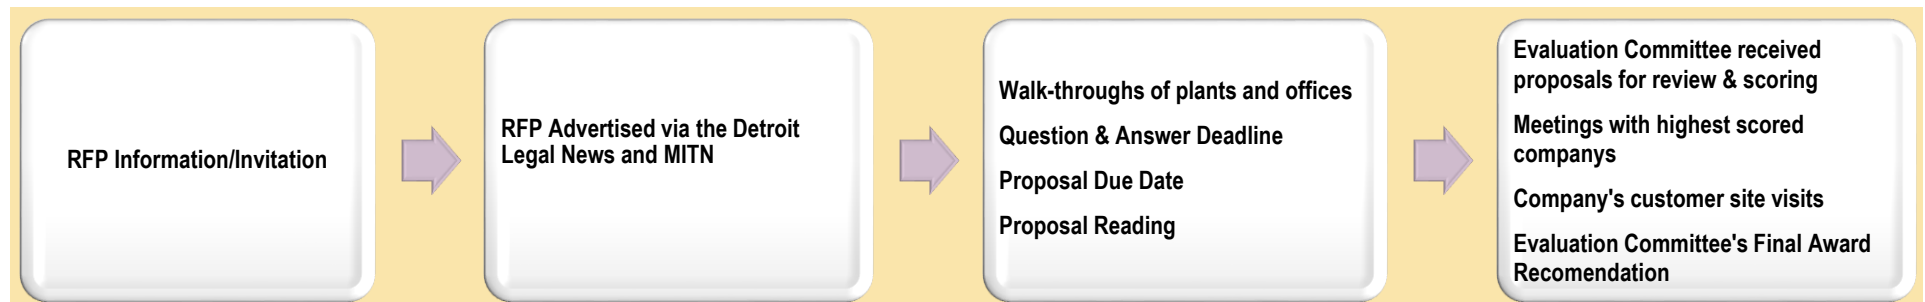 RFP Information/Invitation
RFP Advertised via the Detroit
Legal News and MITN
Walk-throughs of plants and offices
Question & Answer Deadline
Proposal Due Date
Proposal Reading
Evaluation Committee received
proposals for review & scoring
Meetings with highest scored
companys
Company's customer site visits
Evaluation Committee's Final Award
Recomendation